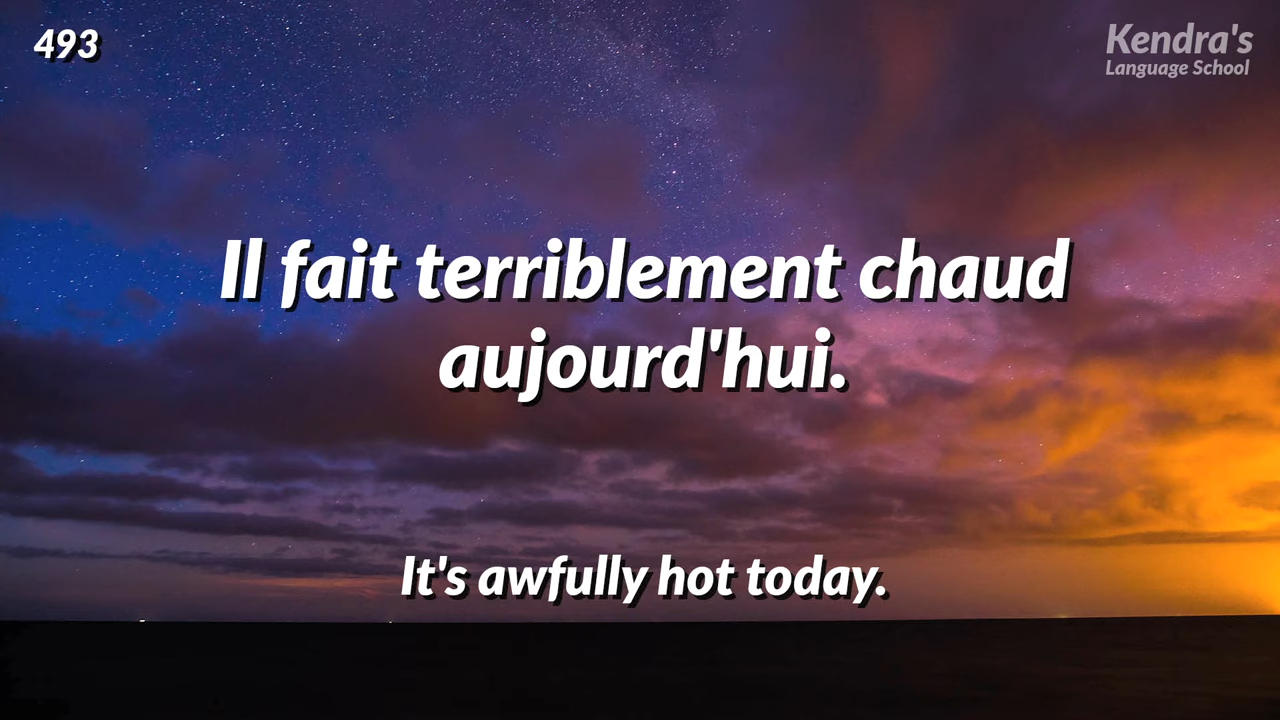 493
Kendra's
Language School
Il fait terriblement chaud
aujourd'hui.
It's awfully hot today.